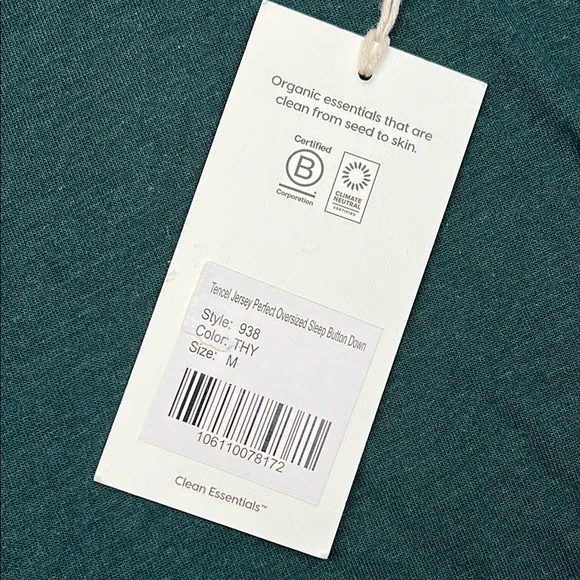 Organic essentials that are
clean from seed to skin.
Certified
B
Corporation
CLIMATE
NEUTRAL
CERTIFIED
Tencel Jersey Perfect Oversized Sleep Button Down
Style: 938
Color: THY
Size: M
106110078172
Clean Essentials™